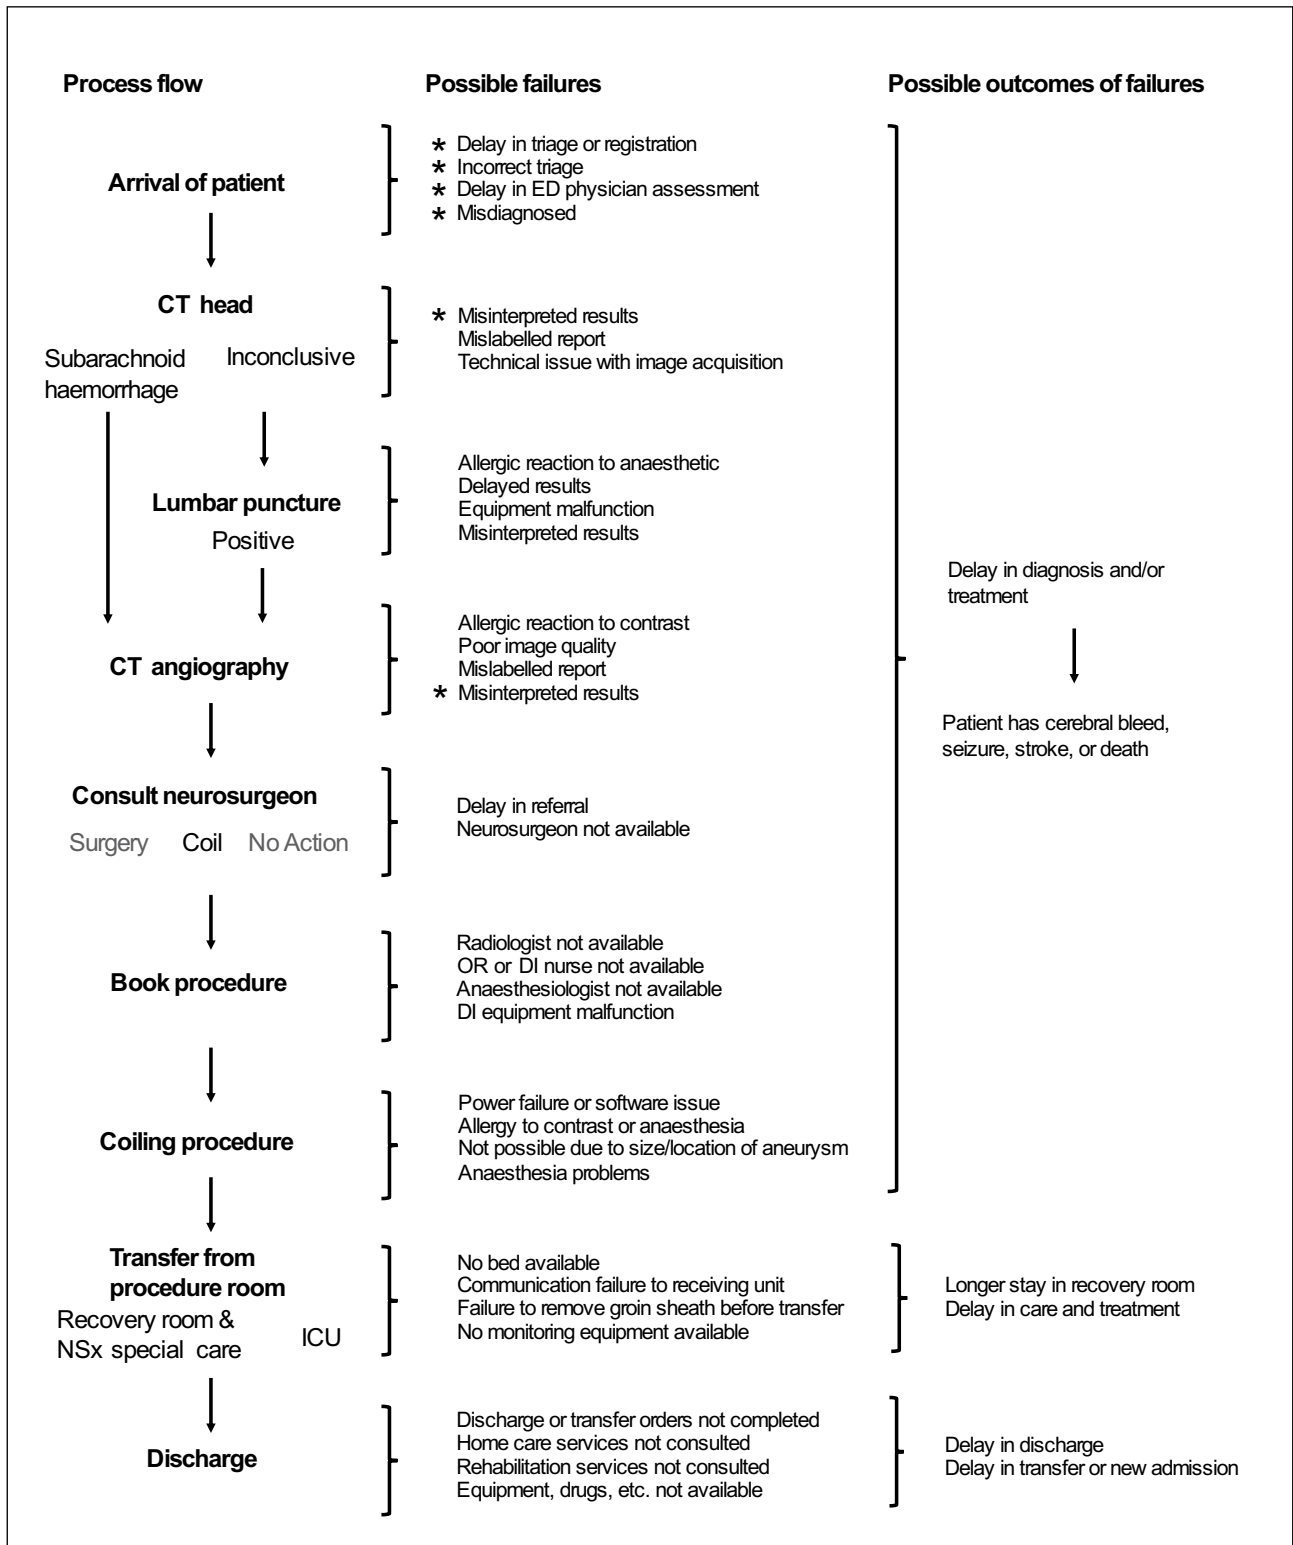 Process flow
Possible failures
Possible outcomes of failures
Arrival of patient
* Delay in triage or registration
* Incorrect triage
* Delay in ED physician assessment
* Misdiagnosed
CT head
Subarachnoid
haemorrhage
Inconclusive
* Misinterpreted results
Mislabelled report
Technical issue with image acquisition
Lumbar puncture
Positive
Allergic reaction to anaesthetic
Delayed results
Equipment malfunction
Misinterpreted results
CT angiography
Allergic reaction to contrast
Poor image quality
Mislabelled report
* Misinterpreted results
Consult neurosurgeon
Surgery Coil No Action
Delay in referral
Neurosurgeon not available
Book procedure
Radiologist not available
OR or DI nurse not available
Anaesthesiologist not available
DI equipment malfunction
Coiling procedure
Power failure or software issue
Allergy to contrast or anaesthesia
Not possible due to size/location of aneurysm
Anaesthesia problems
Delay in diagnosis and/or
treatment
Patient has cerebral bleed,
seizure, stroke, or death
Transfer from
procedure room
Recovery room &
NSx special care
ICU
No bed available
Communication failure to receiving unit
Failure to remove groin sheath before transfer
No monitoring equipment available
Longer stay in recovery room
Delay in care and treatment
Discharge
Discharge or transfer orders not completed
Home care services not consulted
Rehabilitation services not consulted
Equipment, drugs, etc. not available
Delay in discharge
Delay in transfer or new admission